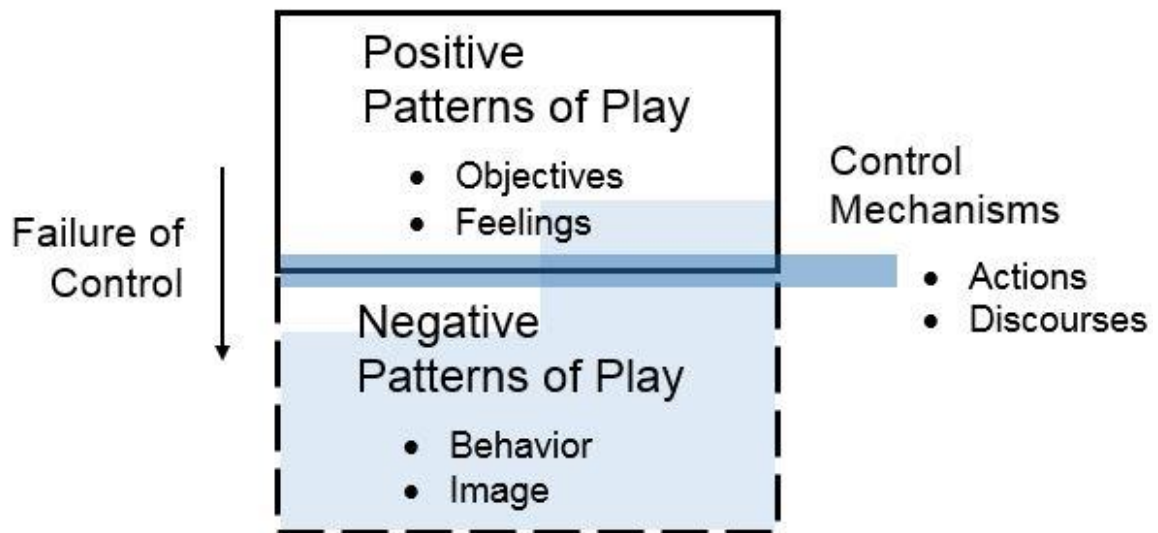 Positive
Patterns of Play
• Objectives
• Feelings
Failure of
Control
Control
Mechanisms
• Actions
• Discourses
Negative
Patterns of Play
• Behavior
• Image